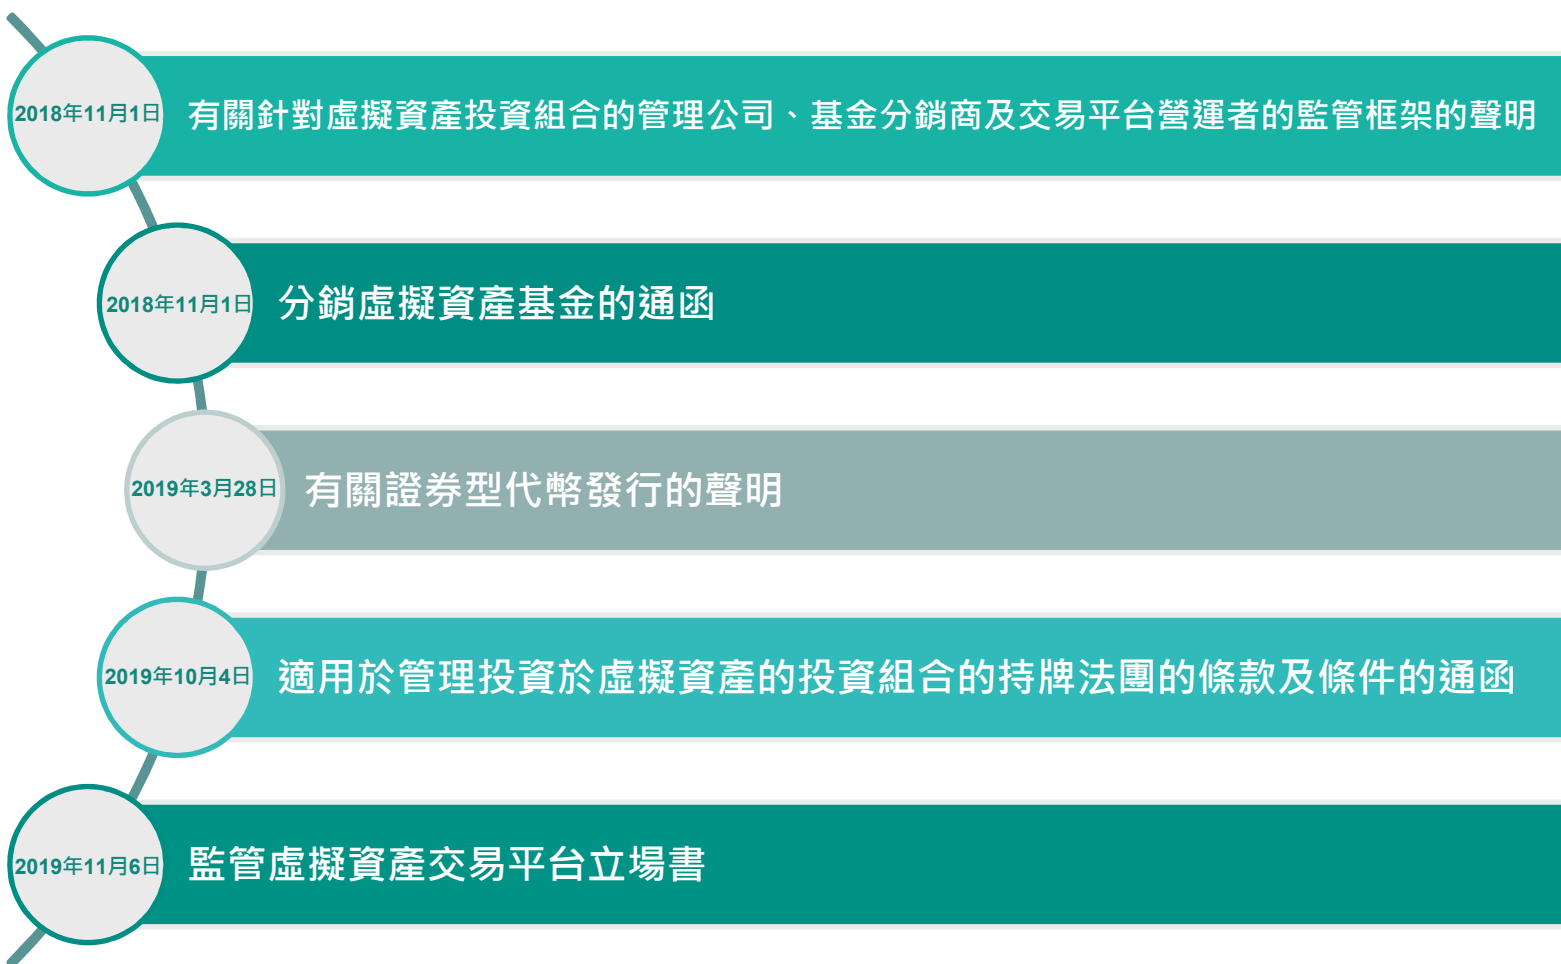 2018年11月1日
有關針對虛擬資產投資組合的管理公司、基金分銷商及交易平台營運者的監管框架的聲明
2018年11月1日
分銷虛擬資產基金的通函
2019年3月28日
有關證券型代幣發行的聲明
2019年10月4日
適用於管理投資於虛擬資產的投資組合的持牌法團的條款及條件的通函
2019年11月6日
監管虛擬資產交易平台立場書